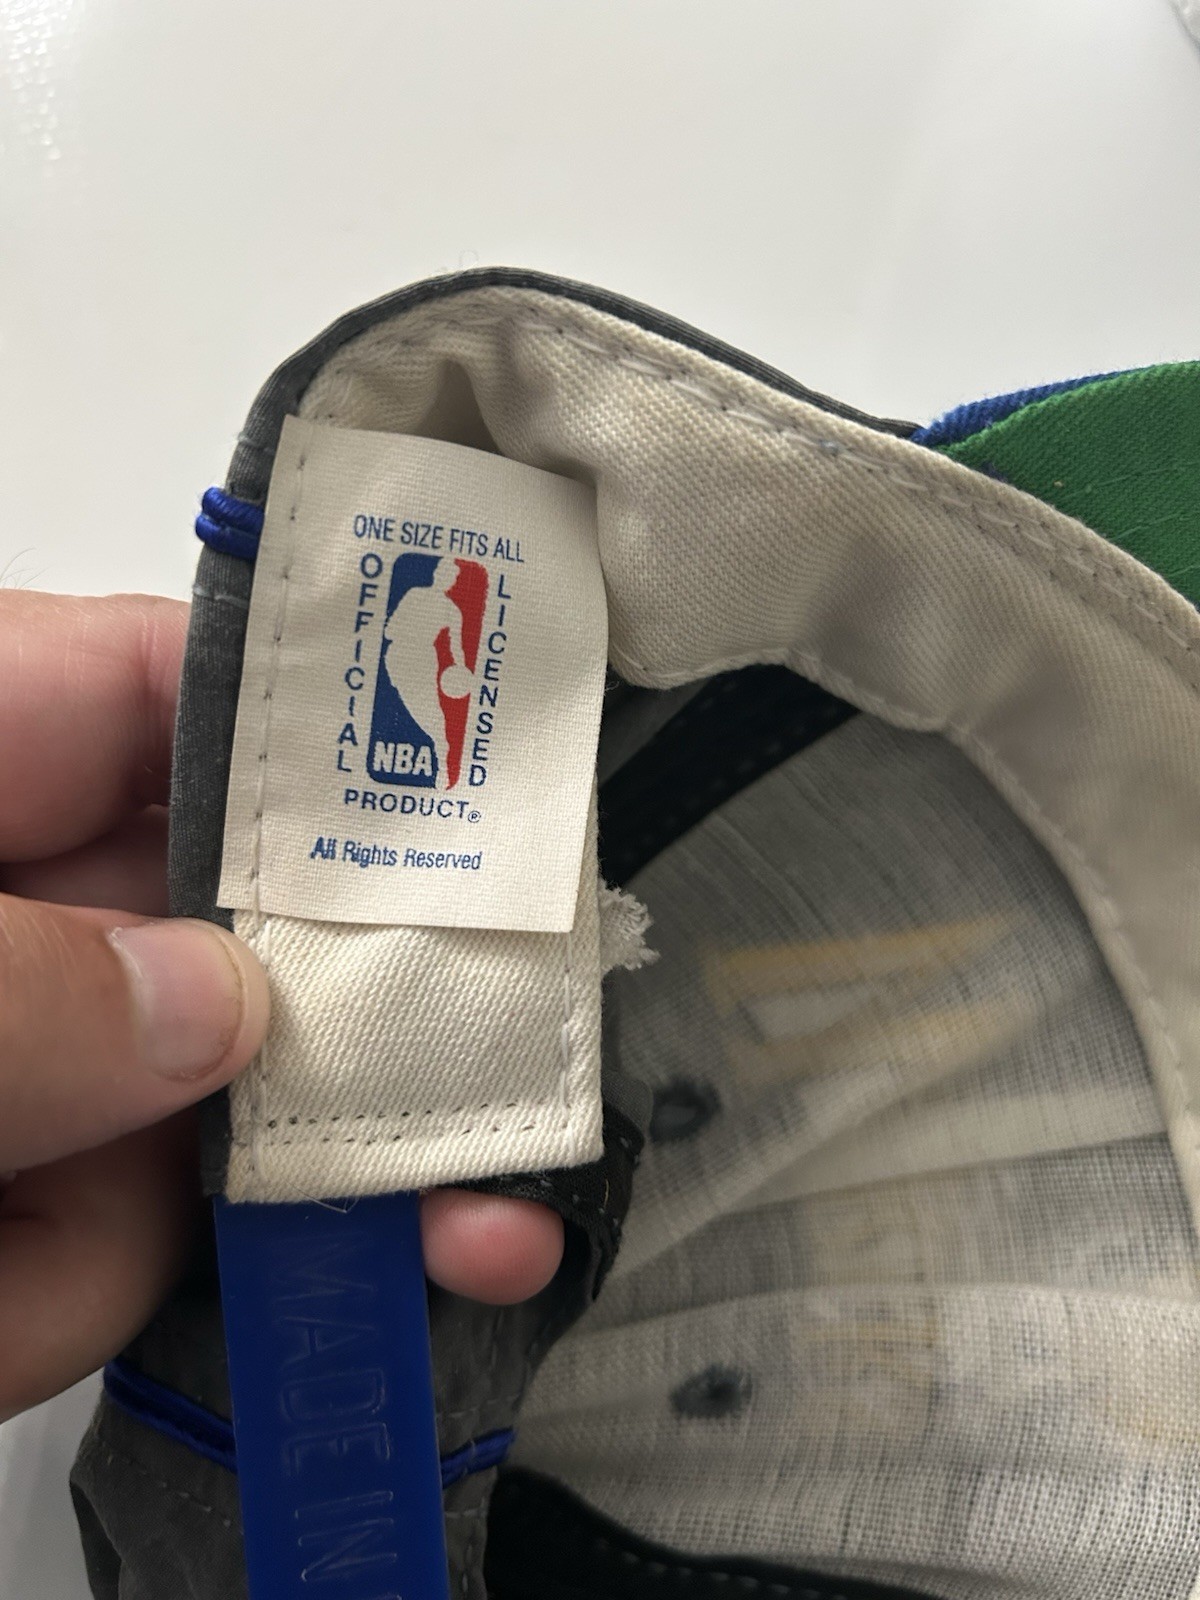 ONE SIZE FITS ALL
OFFICIAL
LICENSED
NBA
PRODUCT®
All Rights Reserved
MADE IN